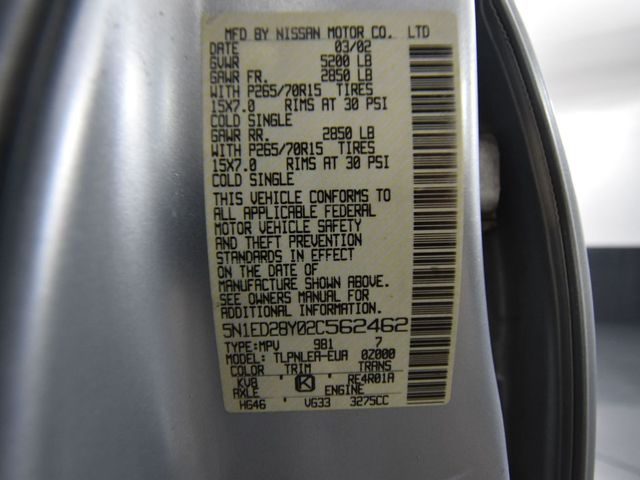 MFD BY NISSAN MOTOR CO. LTD
DATE 03/02
GVWR 5200 LB
GAWR FR. 2850 LB
WITH P265/70R15 TIRES
15X7.0 RIMS AT 30 PSI
COLD SINGLE
GAWR RR. 2850 LB
WITH P265/70R15 TIRES
15X7.0 RIMS AT 30 PSI
COLD SINGLE
THIS VEHICLE CONFORMS TO
ALL APPLICABLE FEDERAL
MOTOR VEHICLE SAFETY
AND THEFT PREVENTION
STANDARDS IN EFFECT
ON THE DATE OF
MANUFACTURE SHOWN ABOVE.
SEE OWNERS MANUAL FOR
ADDITIONAL INFORMATION.
5N1ED28Y02C562462
TYPE:MPV 981 7
MODEL: TLPNLEA-EUA 0Z000
COLOR TRIM TRANS
KV8 K RE4R01A
AXLE ENGINE
HG46 VG33 3275CC